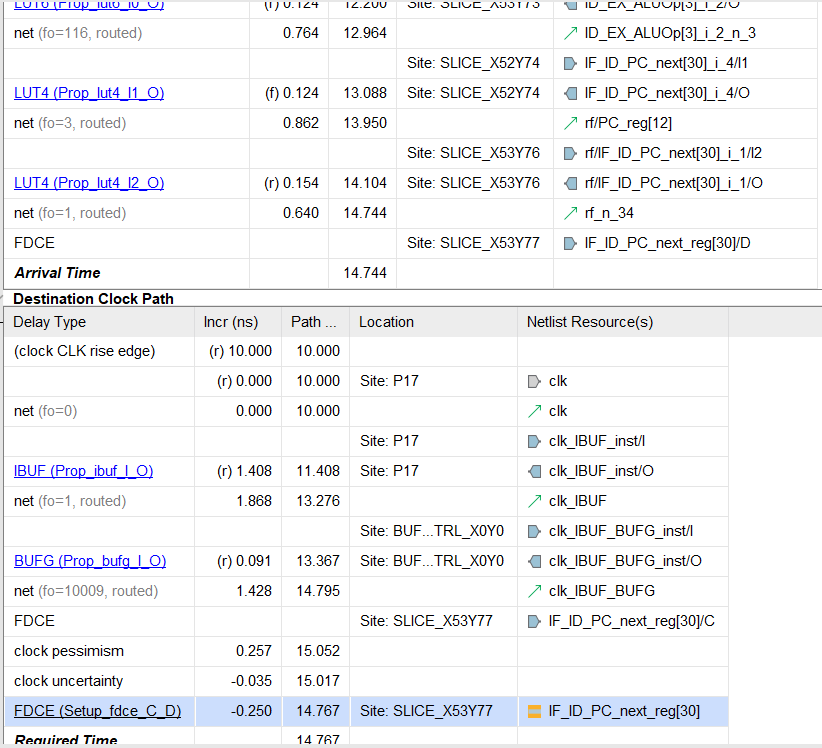 LUT6 (Prop_lut6_I0_O) (r) 0.124 12.200 Site: SLICE_X53Y73 ID_EX_ALUOp[3]_i_2/O
net (fo=116, routed) 0.764 12.964 ID_EX_ALUOp[3]_i_2_n_3
Site: SLICE_X52Y74 IF_ID_PC_next[30]_i_4/I1
LUT4 (Prop_lut4_I1_O) (f) 0.124 13.088 Site: SLICE_X52Y74 IF_ID_PC_next[30]_i_4/O
net (fo=3, routed) 0.862 13.950 rf/PC_reg[12]
Site: SLICE_X53Y76 rf/IF_ID_PC_next[30]_i_1/I2
LUT4 (Prop_lut4_I2_O) (r) 0.154 14.104 Site: SLICE_X53Y76 rf/IF_ID_PC_next[30]_i_1/O
net (fo=1, routed) 0.640 14.744 rf_n_34
FDCE Site: SLICE_X53Y77 IF_ID_PC_next_reg[30]/D
Arrival Time 14.744
Destination Clock Path
Delay Type Incr (ns) Path ... Location Netlist Resource(s)
(clock CLK rise edge) (r) 10.000 10.000
(r) 0.000 10.000 Site: P17 clk
net (fo=0) 0.000 10.000 clk
Site: P17 clk_IBUF_inst/I
IBUF (Prop_ibuf_I_O) (r) 1.408 11.408 Site: P17 clk_IBUF_inst/O
net (fo=1, routed) 1.868 13.276 clk_IBUF
Site: BUF...TRL_X0Y0 clk_IBUF_BUFG_inst/I
BUFG (Prop_bufg_I_O) (r) 0.091 13.367 Site: BUF...TRL_X0Y0 clk_IBUF_BUFG_inst/O
net (fo=10009, routed) 1.428 14.795 clk_IBUF_BUFG
FDCE Site: SLICE_X53Y77 IF_ID_PC_next_reg[30]/C
clock pessimism 0.257 15.052
clock uncertainty -0.035 15.017
FDCE (Setup_fdce_C_D) -0.250 14.767 Site: SLICE_X53Y77 IF_ID_PC_next_reg[30]
Required Time 14.767